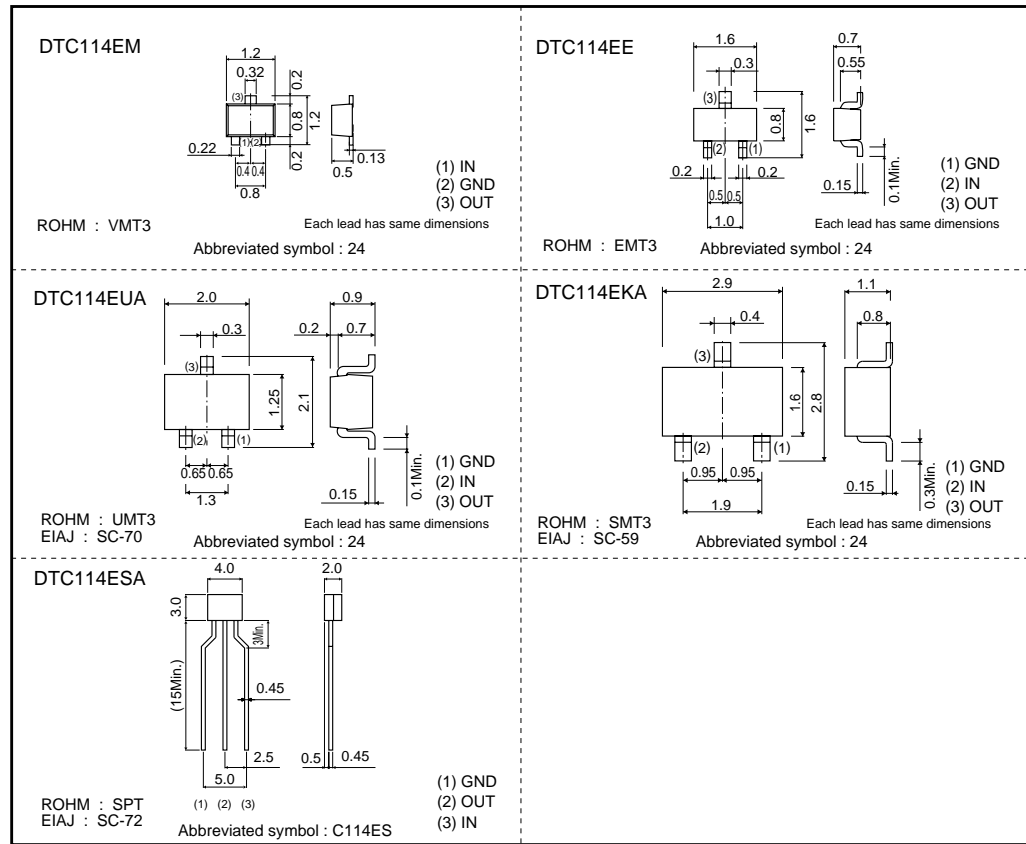 DTC114EM
1.2
0.32
0.2
(3)
0.8
1.2
(1)
(2)
0.22
0.4
0.4
0.2
0.8
0.5
0.13
(1) IN
(2) GND
(3) OUT
ROHM : VMT3
Each lead has same dimensions
Abbreviated symbol : 24
DTC114EE
1.6
0.3
(3)
0.8
1.6
(2)
(1)
0.2
0.2
0.5
0.5
1.0
0.7
0.55
0.15
0.1Min.
(1) GND
(2) IN
(3) OUT
Each lead has same dimensions
ROHM : EMT3
Abbreviated symbol : 24
DTC114EUA
2.0
0.3
(3)
1.25
2.1
(2)
(1)
0.65
0.65
1.3
0.9
0.2
0.7
0.15
0.1Min.
(1) GND
(2) IN
(3) OUT
ROHM : UMT3
EIAJ : SC-70
Each lead has same dimensions
Abbreviated symbol : 24
DTC114EKA
2.9
0.4
(3)
1.6
2.8
(2)
(1)
0.95
0.95
1.9
1.1
0.8
0.15
0.3Min.
(1) GND
(2) IN
(3) OUT
ROHM : SMT3
EIAJ : SC-59
Each lead has same dimensions
Abbreviated symbol : 24
DTC114ESA
4.0
2.0
3.0
3Min.
(15Min.)
0.45
2.5
0.5
0.45
5.0
(1) (2) (3)
(1) GND
(2) OUT
(3) IN
ROHM : SPT
EIAJ : SC-72
Abbreviated symbol : C114ES